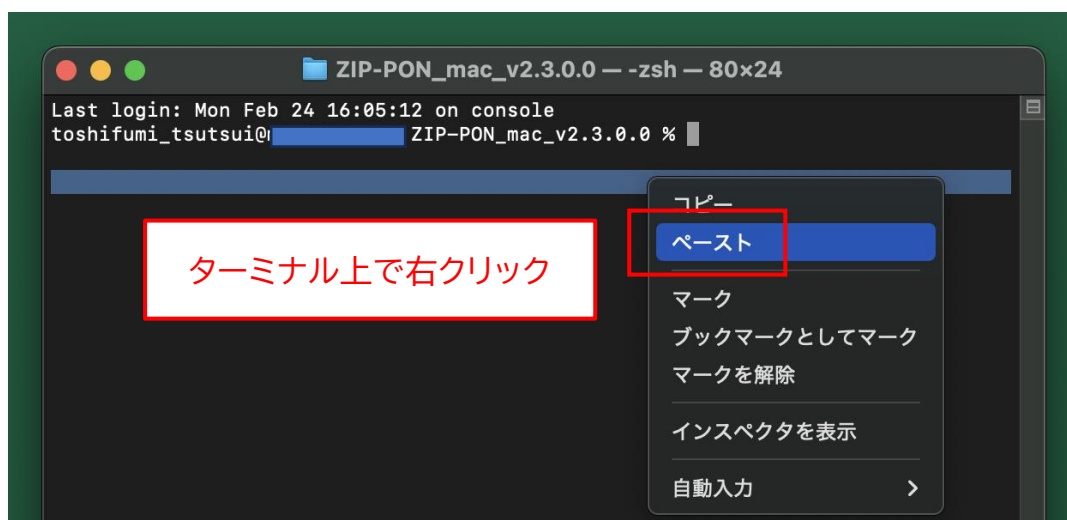 ZIP-PON_mac_v2.3.0.0 — -zsh — 80×24
Last login: Mon Feb 24 16:05:12 on console
toshifumi_tsutsui@ ZIP-PON_mac_v2.3.0.0 %
コピー
ペースト
ターミナル上で右クリック
マーク
ブックマークとしてマーク
マークを解除
インスペクタを表示
自動入力